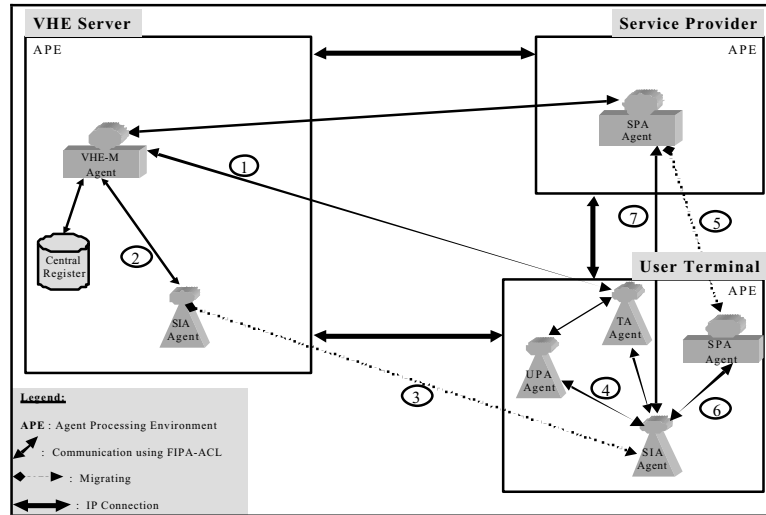 VHE Server
Service Provider
APE
APE
SPA
Agent
VHE-M
Agent
1
7
5
2
Central
Register
User Terminal
APE
SIA
Agent
TA
Agent
SPA
Agent
UPA
Agent
4
3
6
SIA
Agent
Legend:
APE : Agent Processing Environment
: Communication using FIPA-ACL
: Migrating
: IP Connection